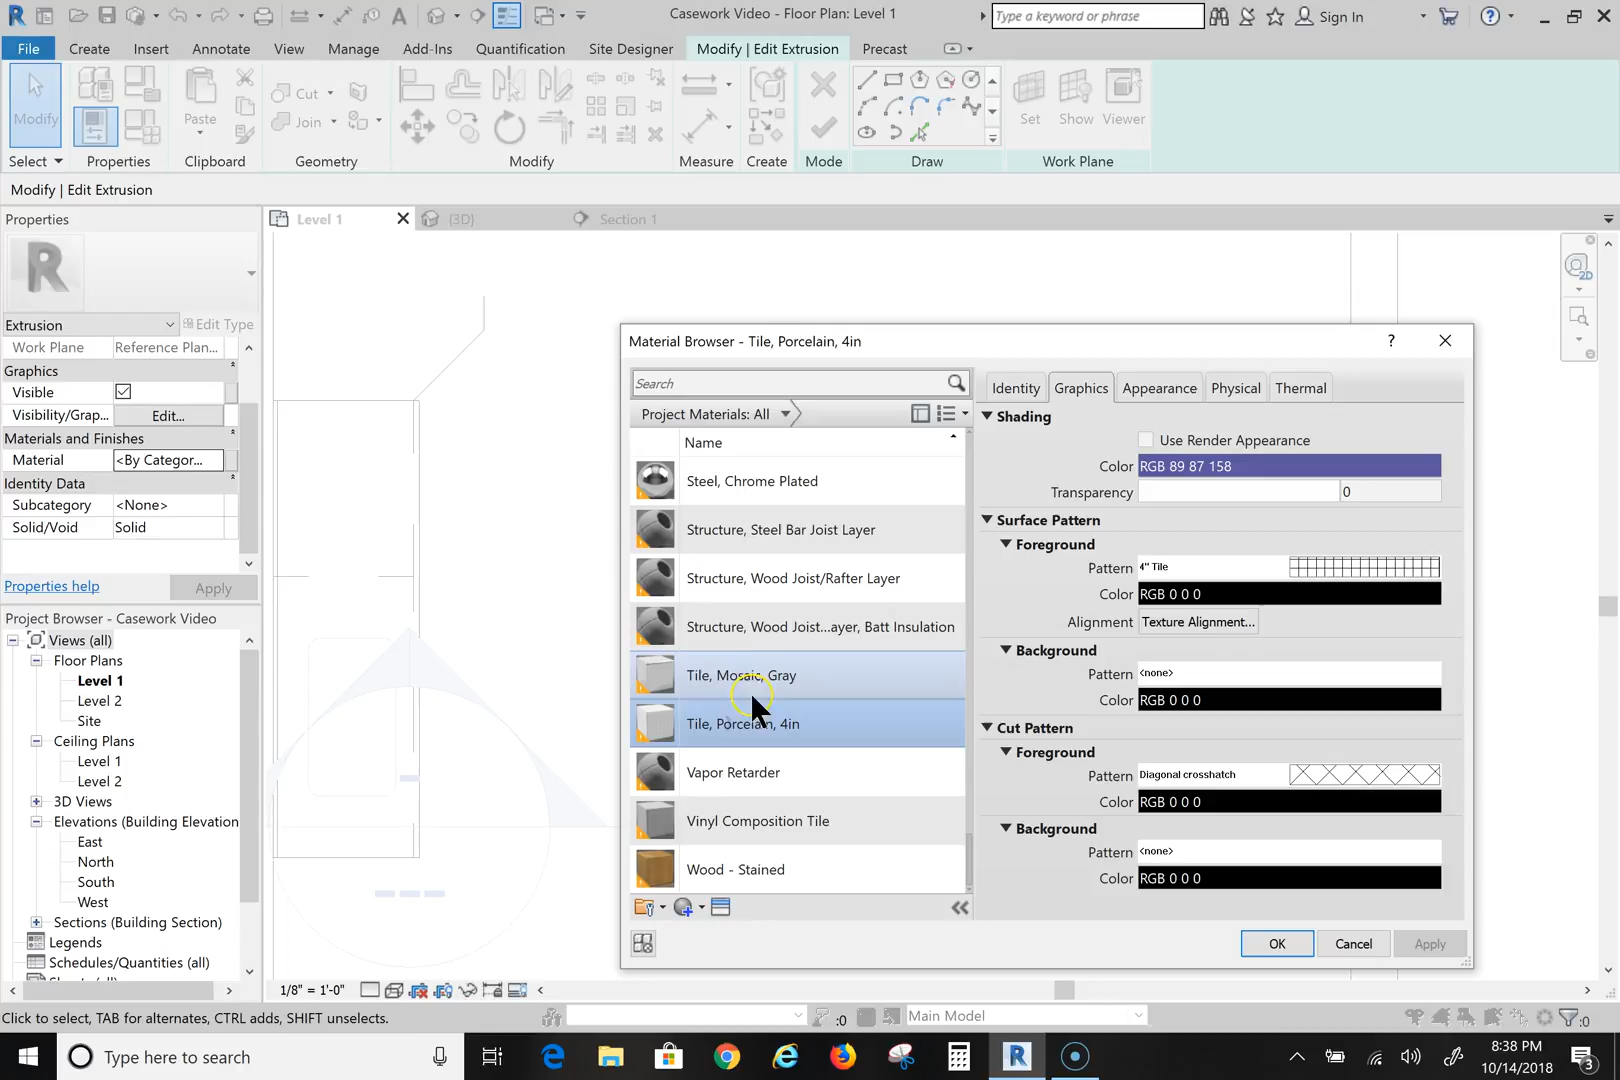 Casework Video - Floor Plan: Level 1
Type a keyword or phrase
Sign In
File Create Insert Annotate View Manage Add-Ins Quantification Site Designer Modify | Edit Extrusion Precast
Modify
Paste
Cut
Join
Set Show Viewer
Select Properties Clipboard Geometry Modify Measure Create Mode Draw Work Plane
Modify | Edit Extrusion
Properties
Level 1
(3D)
Section 1
R
2D
Extrusion
Edit Type
Work Plane Reference Plan...
Graphics
Visible
Visibility/Grap... Edit...
Materials and Finishes
Material <By Categor...
Identity Data
Subcategory <None>
Solid/Void Solid
Properties help
Apply
Project Browser - Casework Video
Views (all)
Floor Plans
Level 1
Level 2
Site
Ceiling Plans
Level 1
Level 2
3D Views
Elevations (Building Elevation
East
North
South
West
Sections (Building Section)
Legends
Schedules/Quantities (all)
Material Browser - Tile, Porcelain, 4in
?
Search
Project Materials: All
Name
Steel, Chrome Plated
Structure, Steel Bar Joist Layer
Structure, Wood Joist/Rafter Layer
Structure, Wood Joist...ayer, Batt Insulation
Tile, Mosaic, Gray
Tile, Porcelain, 4in
Vapor Retarder
Vinyl Composition Tile
Wood - Stained
Identity Graphics Appearance Physical Thermal
Shading
Use Render Appearance
Color RGB 89 87 158
Transparency 0
Surface Pattern
Foreground
Pattern 4" Tile
Color RGB 0 0 0
Alignment Texture Alignment...
Background
Pattern <none>
Color RGB 0 0 0
Cut Pattern
Foreground
Pattern Diagonal crosshatch
Color RGB 0 0 0
Background
Pattern <none>
Color RGB 0 0 0
OK Cancel Apply
1/8" = 1'-0"
Click to select, TAB for alternates, CTRL adds, SHIFT unselects.
:0
Main Model
:0
Type here to search
8:38 PM
10/14/2018
3